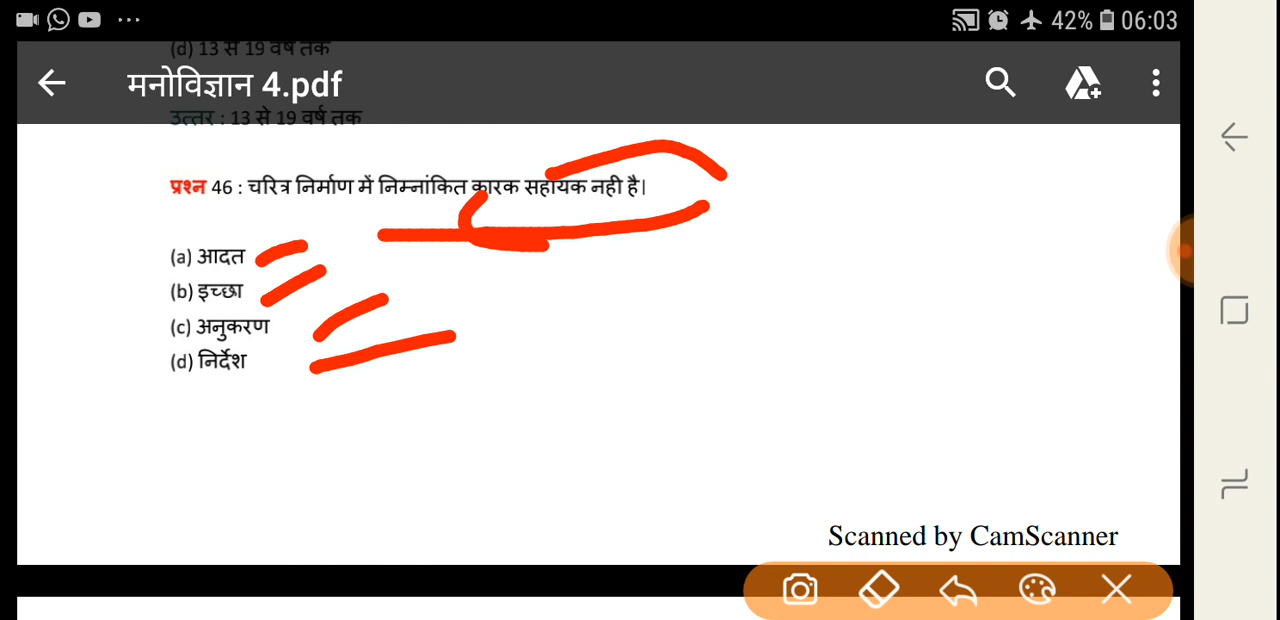 42% 06:03
(d) 13 से 19 वर्ष तक
मनोविज्ञान 4.pdf
उत्तर : 13 से 19 वर्ष तक
प्रश्न 46 : चरित्र निर्माण में निम्नांकित कारक सहायक नही है।
(a) आदत
(b) इच्छा
(c) अनुकरण
(d) निर्देश
Scanned by CamScanner